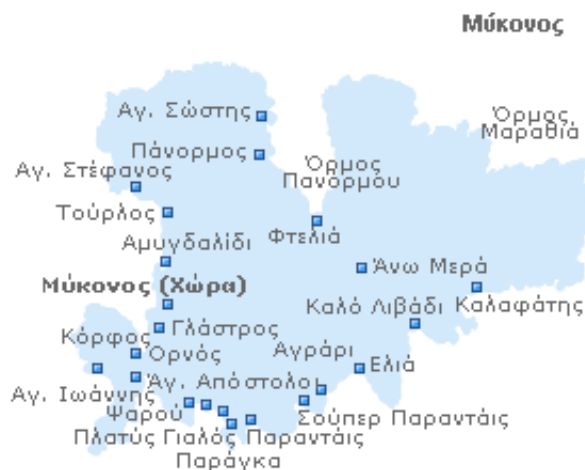 Μύκονος
Αγ. Σώστης
Όρμος
Μαραθιά
Πάνορμος
Όρμος
Πανόρμου
Αγ. Στέφανος
Τούρλος
Φτελιά
Αμυγδαλίδι
Άνω Μερά
Μύκονος (Χώρα)
Καλό Λιβάδι
Καλαφάτης
Γλάστρος
Κόρφος
Ορνός
Αγράρι
Ελιά
Αγ. Ιωάννης
Άγ. Απόστολοι
Ψαρού
Σούπερ Παραντάις
Πλατύς Γιαλός
Παραντάις
Παράγκα